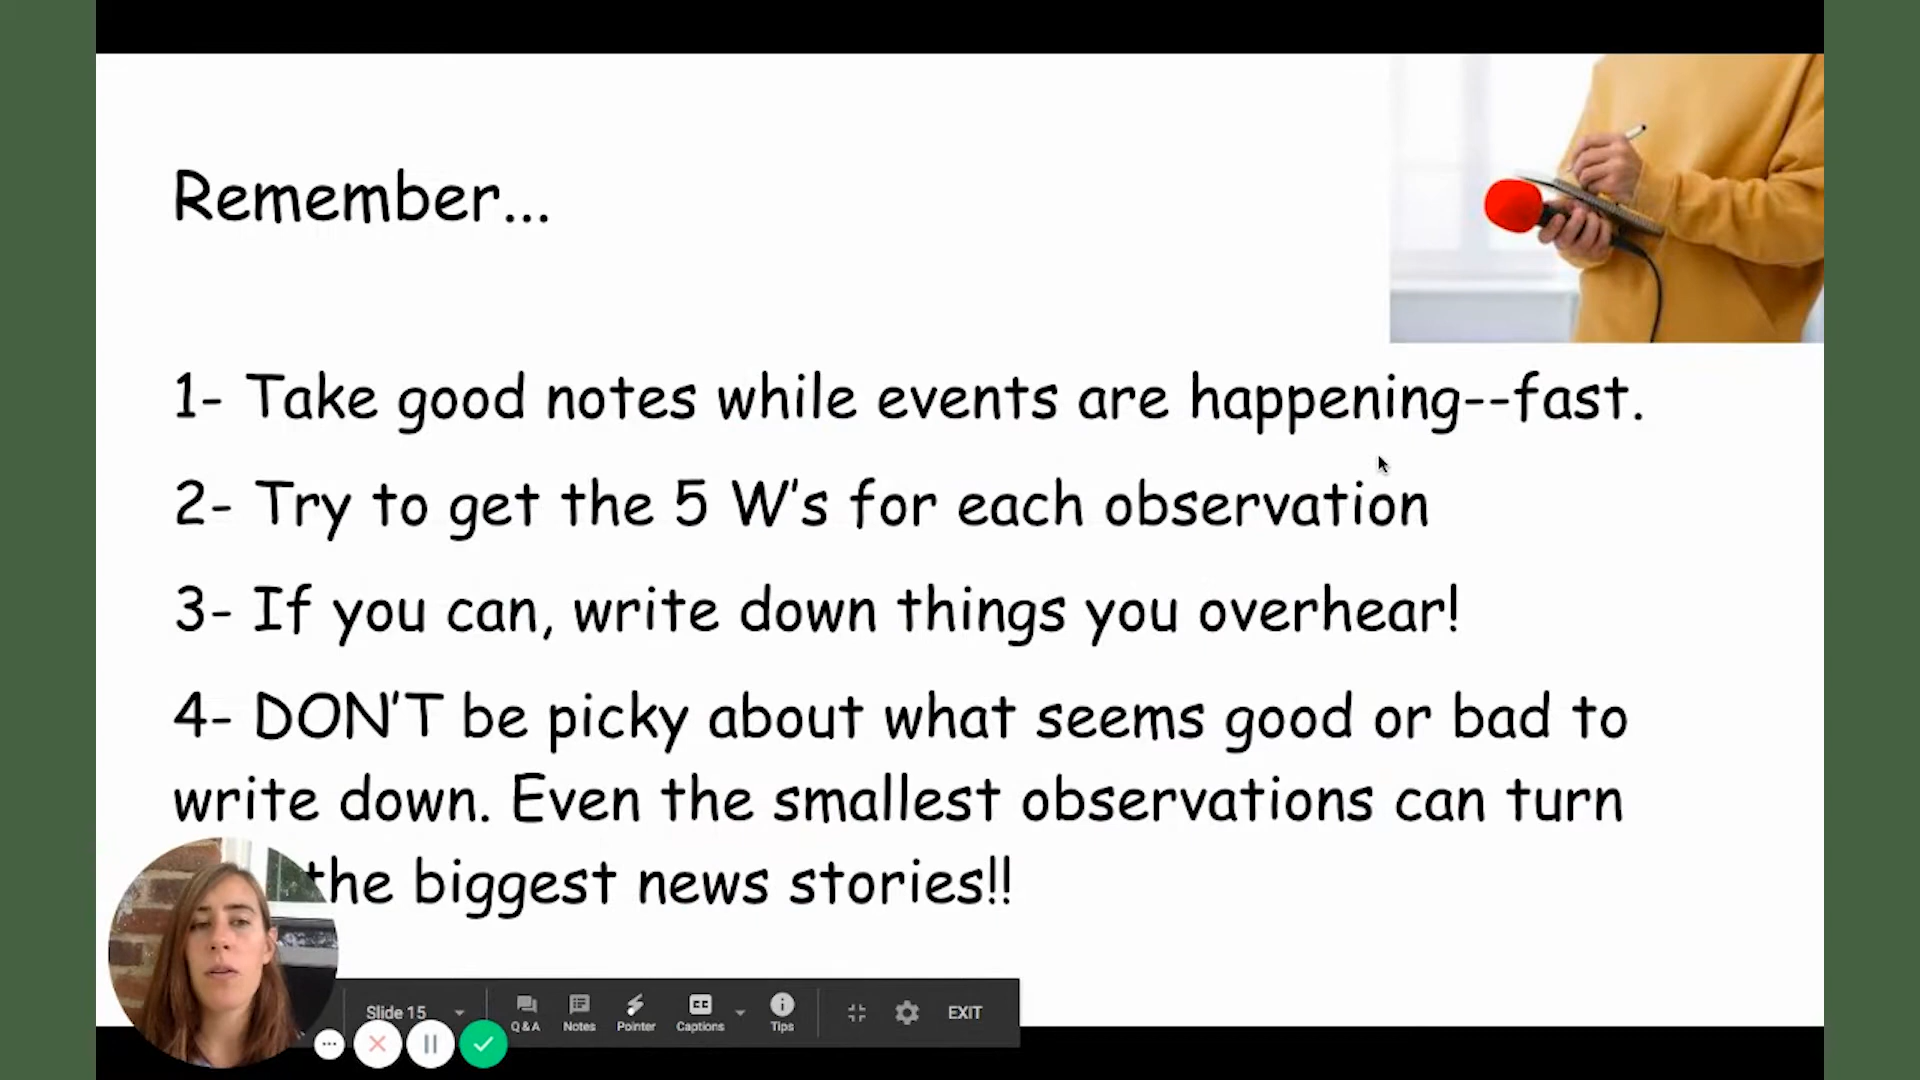 Remember...
1- Take good notes while events are happening--fast.
2- Try to get the 5 W's for each observation
3- If you can, write down things you overhear!
4- DON'T be picky about what seems good or bad to
write down. Even the smallest observations can turn
the biggest news stories!!
Slide 15
Q&A
Notes
Pointer
CC
Captions
Tips
EXIT